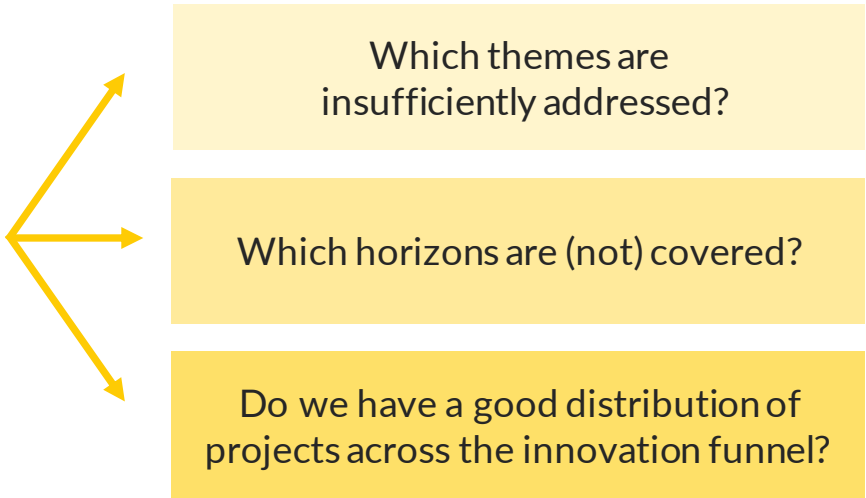 Which themes are
insufficiently addressed?
Which horizons are (not) covered?
Do we have a good distribution of
projects across the innovation funnel?